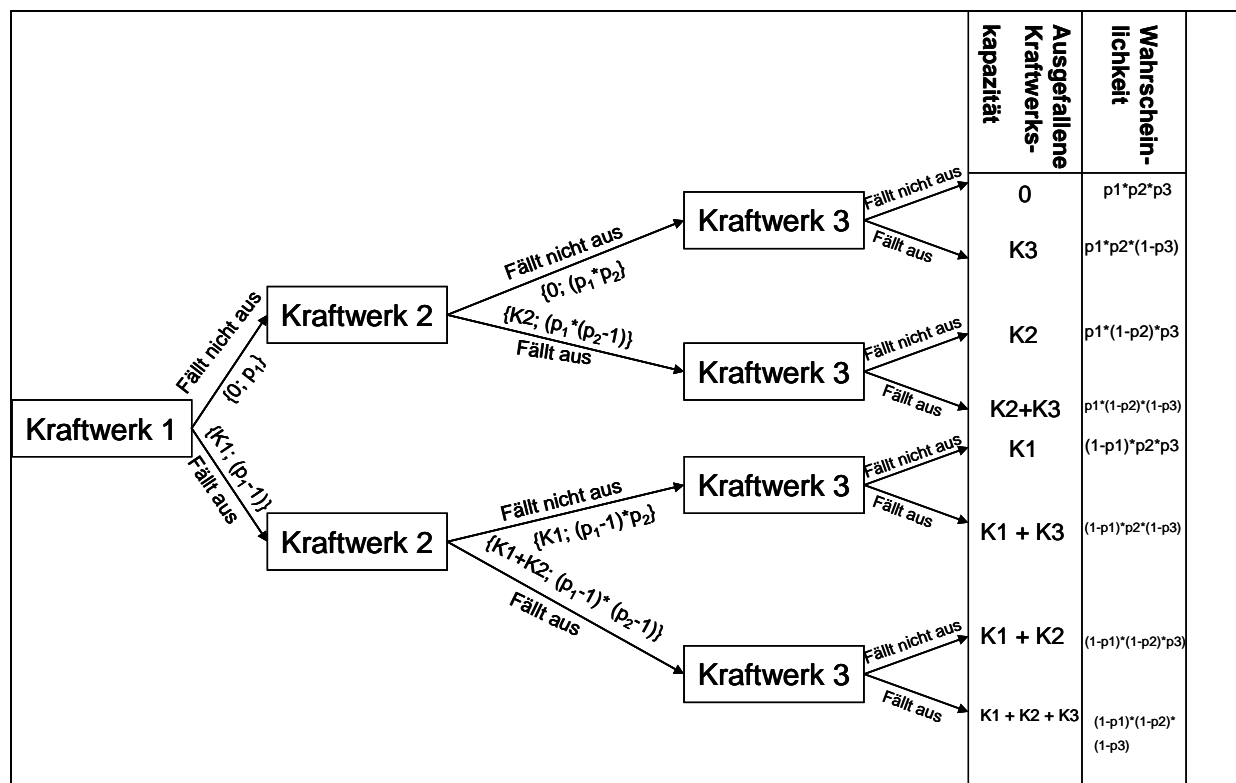 Ausgefallene
Kraftwerks-
kapazität
Wahrschein-
lichkeit
Kraftwerk 1
Fällt nicht aus
{0; p1}
{K1; (p1-1)}
Fällt aus
Kraftwerk 2
Fällt nicht aus
{0; (p1*p2}
{K2; (p1*(p2-1)}
Fällt aus
Kraftwerk 2
Fällt nicht aus
{K1; (p1-1)*p2}
{K1+K2; (p1-1)* (p2-1)}
Fällt aus
Kraftwerk 3
Fällt nicht aus
Fällt aus
Kraftwerk 3
Fällt nicht aus
Fällt aus
Kraftwerk 3
Fällt nicht aus
Fällt aus
Kraftwerk 3
Fällt nicht aus
Fällt aus
0 p1*p2*p3
K3 p1*p2*(1-p3)
K2 p1*(1-p2)*p3
K2+K3 p1*(1-p2)*(1-p3)
K1 (1-p1)*p2*p3
K1 + K3 (1-p1)*p2*(1-p3)
K1 + K2 (1-p1)*(1-p2)*p3)
K1 + K2 + K3 (1-p1)*(1-p2)*
(1-p3)